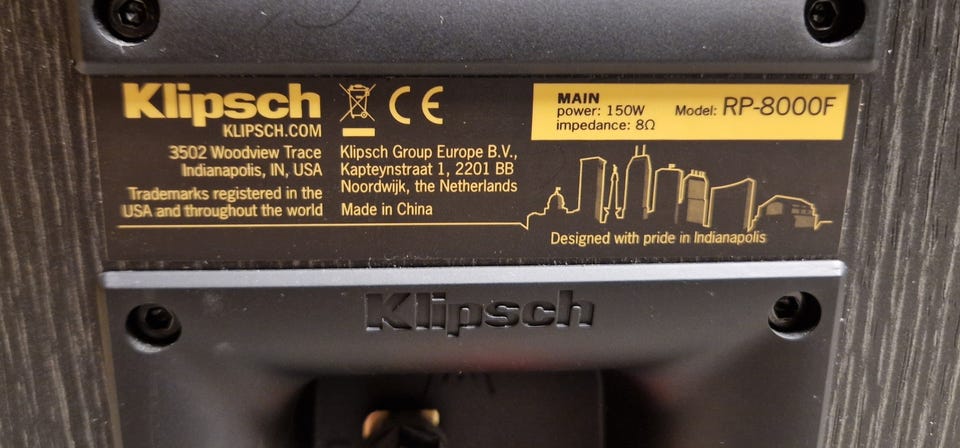 Klipsch
KLIPSCH.COM
3502 Woodview Trace
Indianapolis, IN, USA
Trademarks registered in the
USA and throughout the world
CE
Klipsch Group Europe B.V.,
Kapteynstraat 1, 2201 BB
Noordwijk, the Netherlands
Made in China
MAIN
power: 150W
impedance: 8Ω
Model: RP-8000F
Designed with pride in Indianapolis
Klipsch